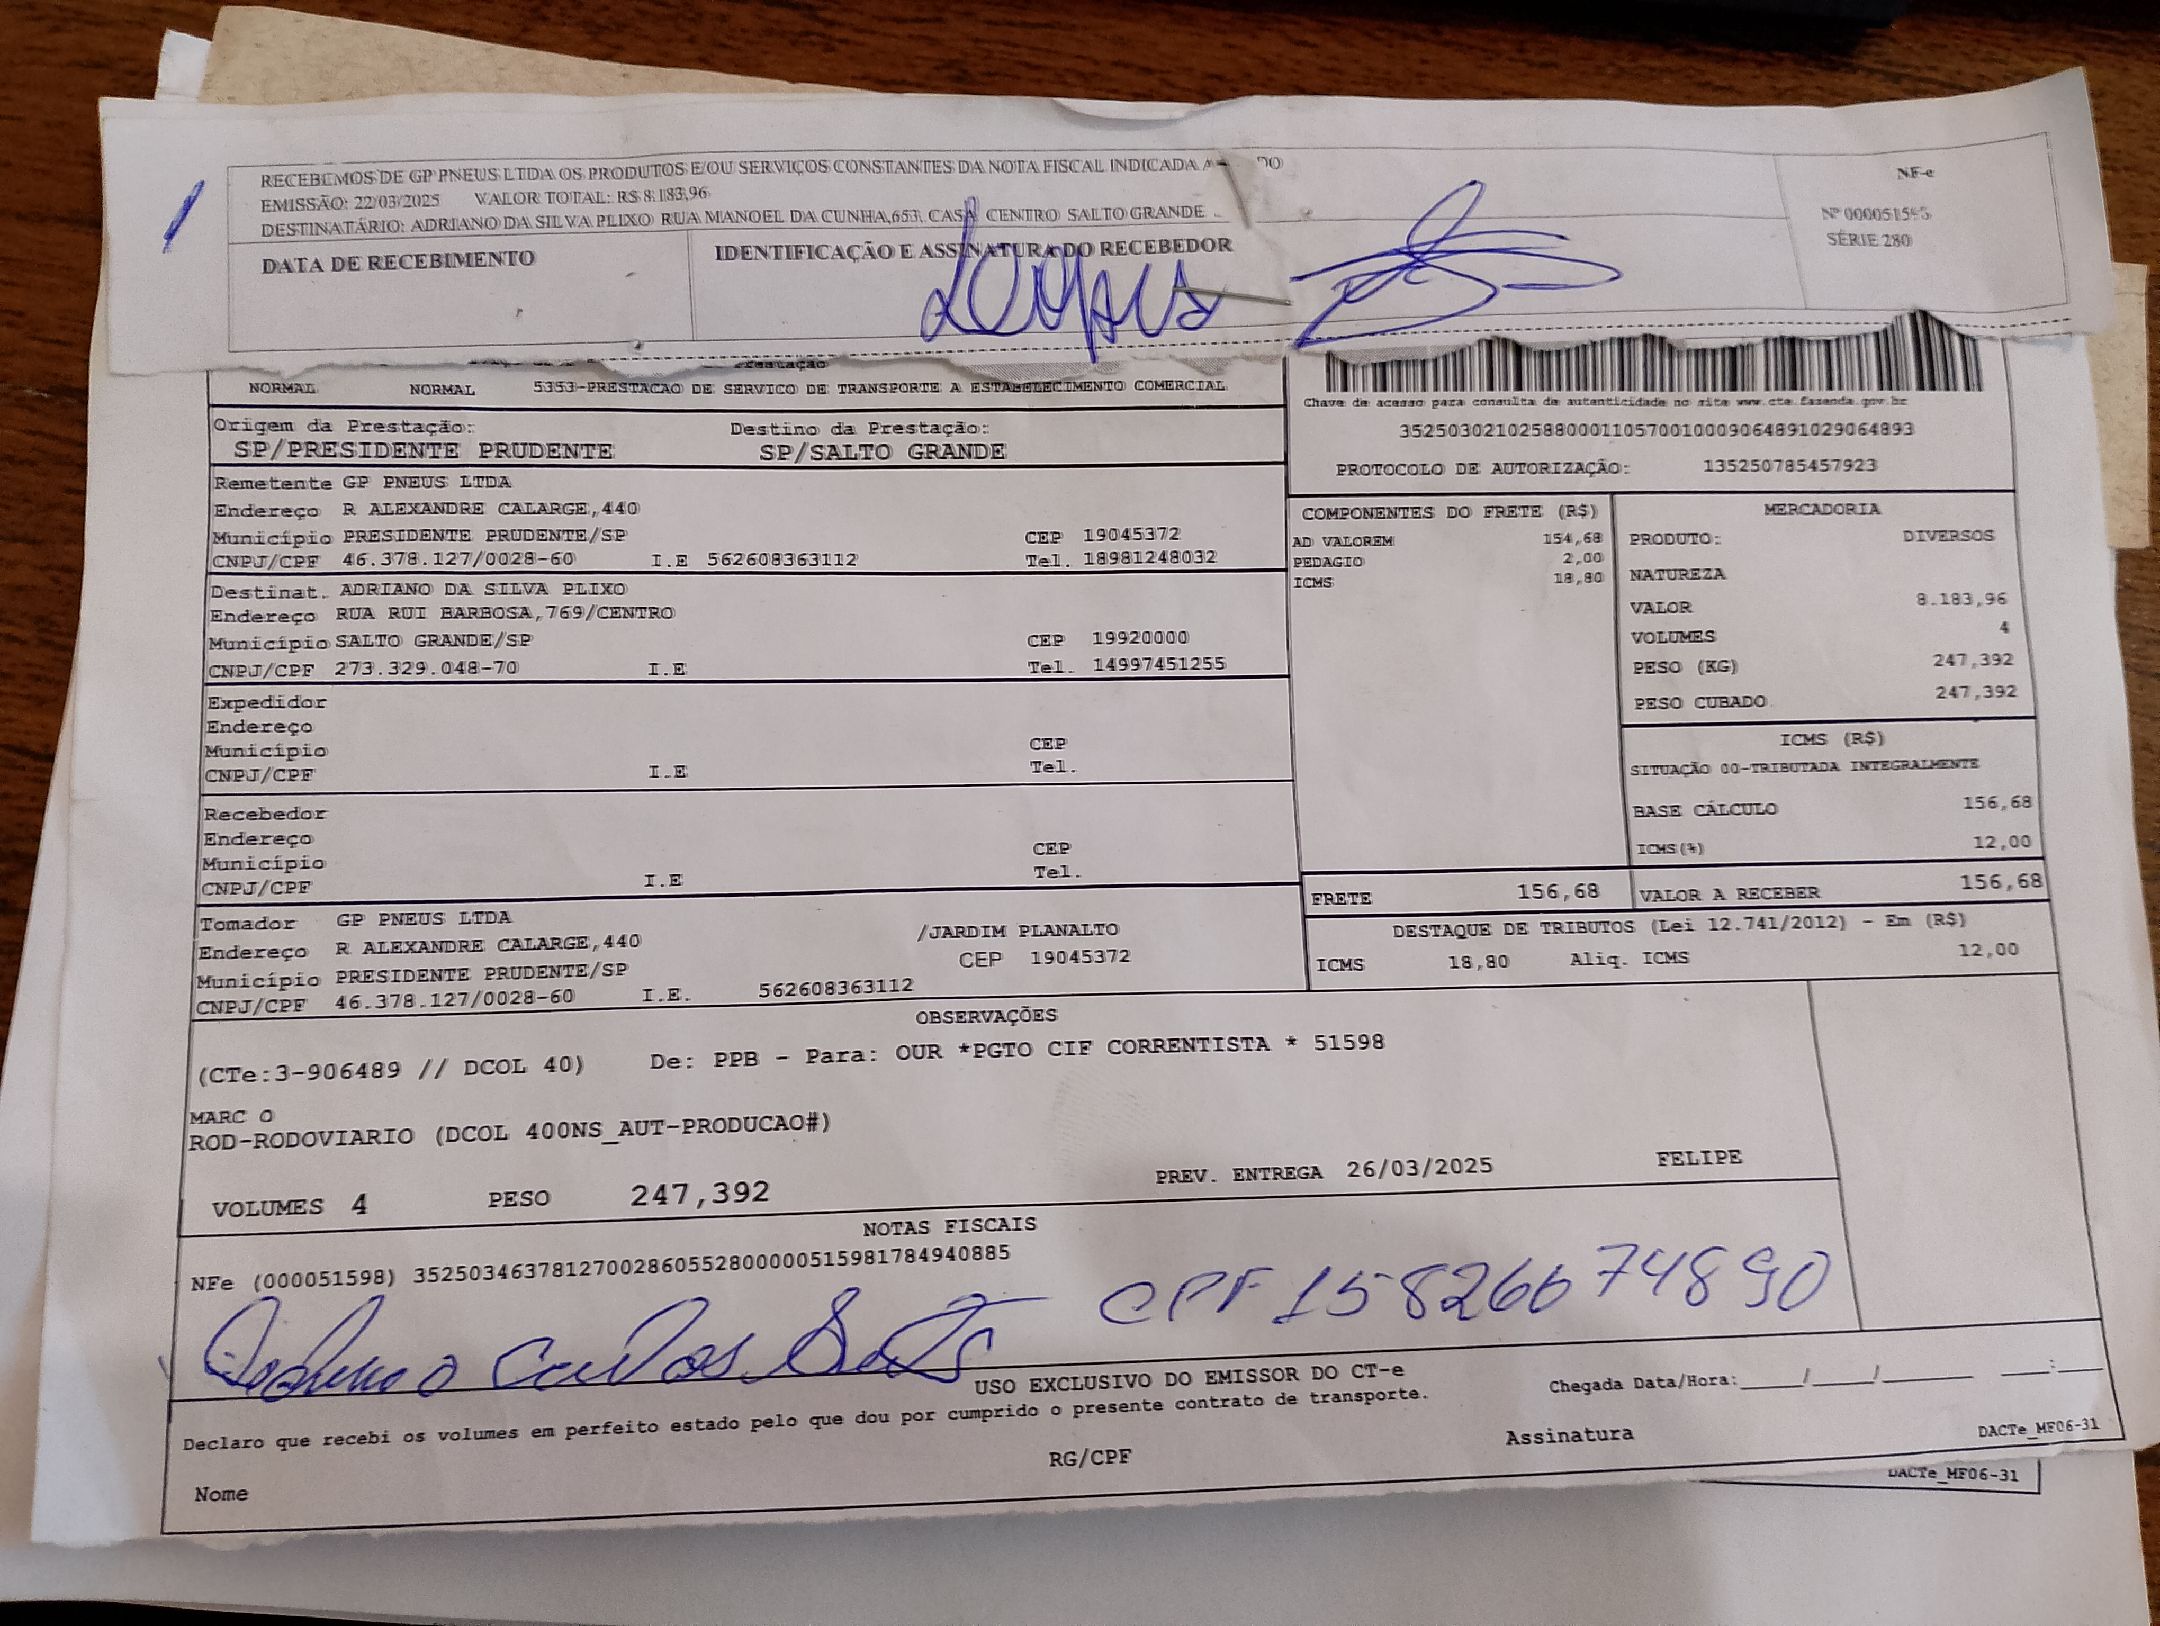 RECEBEMOS DE GP PNEUS LTDA OS PRODUTOS E/OU SERVIÇOS CONSTANTES DA NOTA FISCAL INDICADA
EMISSÃO: 22/03/2025 VALOR TOTAL: R$ 8.183,96
DESTINATÁRIO: ADRIANO DA SILVA PLIXO RUA MANOEL DA CUNHA,653, CASA CENTRO SALTO GRANDE
DATA DE RECEBIMENTO
IDENTIFICAÇÃO E ASSINATURA DO RECEBEDOR
NF-e
SÉRIE 280
NORMAL NORMAL 5353-PRESTACAO DE SERVICO DE TRANSPORTE A ESTABELECIMENTO COMERCIAL
Chave de acesso para consulta de autenticidade no site www.cte.fazenda.gov.br
35250302102588000110570010009064891029064893
PROTOCOLO DE AUTORIZAÇÃO: 135250785457923
Origem da Prestação: Destino da Prestação:
SP/PRESIDENTE PRUDENTE SP/SALTO GRANDE
Remetente GP PNEUS LTDA
Endereço R ALEXANDRE CALARGE,440
Município PRESIDENTE PRUDENTE/SP CEP 19045372
CNPJ/CPF 46.378.127/0028-60 I.E 562608363112 Tel. 18981248032
Destinat. ADRIANO DA SILVA PLIXO
Endereço RUA RUI BARBOSA,769/CENTRO
Município SALTO GRANDE/SP CEP 19920000
CNPJ/CPF 273.329.048-70 I.E Tel. 14997451255
Expedidor
Endereço
Município CEP
CNPJ/CPF I.E Tel.
Recebedor
Endereço
Município CEP
CNPJ/CPF I.E Tel.
Tomador GP PNEUS LTDA
Endereço R ALEXANDRE CALARGE,440 /JARDIM PLANALTO
Município PRESIDENTE PRUDENTE/SP CEP 19045372
CNPJ/CPF 46.378.127/0028-60 I.E. 562608363112
COMPONENTES DO FRETE (R$)
AD VALOREM 154,68
PEDAGIO 2,00
ICMS 18,80
MERCADORIA
PRODUTO: DIVERSOS
NATUREZA
VALOR 8.183,96
VOLUMES 4
PESO (KG) 247,392
PESO CUBADO 247,392
ICMS (R$)
SITUAÇÃO 00-TRIBUTADA INTEGRALMENTE
BASE CÁLCULO 156,68
ICMS(%) 12,00
FRETE 156,68 VALOR A RECEBER 156,68
DESTAQUE DE TRIBUTOS (Lei 12.741/2012) - Em (R$)
ICMS 18,80 Aliq. ICMS 12,00
OBSERVAÇÕES
(CTe:3-906489 // DCOL 40) De: PPB - Para: OUR *PGTO CIF CORRENTISTA * 51598
MARC O
ROD-RODOVIARIO (DCOL 400NS_AUT-PRODUCAO#)
VOLUMES 4 PESO 247,392 PREV. ENTREGA 26/03/2025 FELIPE
NOTAS FISCAIS
NFe (000051598) 35250346378127002860552800000515981784940885
Carlos CPF 15826674890
USO EXCLUSIVO DO EMISSOR DO CT-e
Declaro que recebi os volumes em perfeito estado pelo que dou por cumprido o presente contrato de transporte.
Chegada Data/Hora:____/____/______ ____:____
Nome RG/CPF Assinatura
DACTe_MF06-31
DACTe_MF06-31